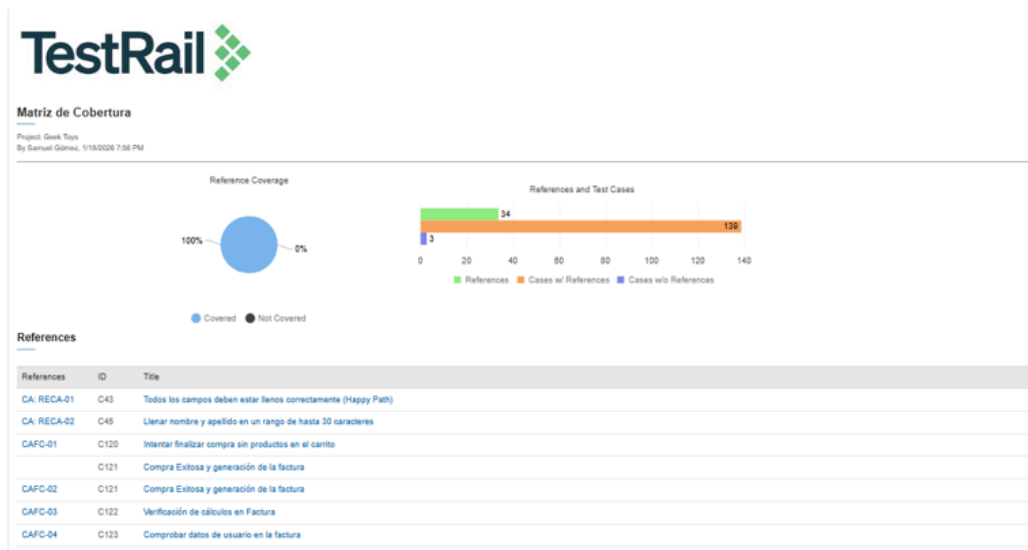 TestRail
Matriz de Cobertura
Project: Geek Toys
By Samuel Gómez, 1/18/2026 7:56 PM
Reference Coverage
100%
0%
Covered Not Covered
References and Test Cases
34
139
3
0 20 40 60 80 100 120 140
References Cases w/ References Cases w/o References
References
References ID Title
CA: RECA-01 C43 Todos los campos deben estar llenos correctamente (Happy Path)
CA: RECA-02 C45 Llenar nombre y apellido en un rango de hasta 30 caracteres
CAFC-01 C120 Intentar finalizar compra sin productos en el carrito
C121 Compra Exitosa y generación de la factura
CAFC-02 C121 Compra Exitosa y generación de la factura
CAFC-03 C122 Verificación de cálculos en Factura
CAFC-04 C123 Comprobar datos de usuario en la factura